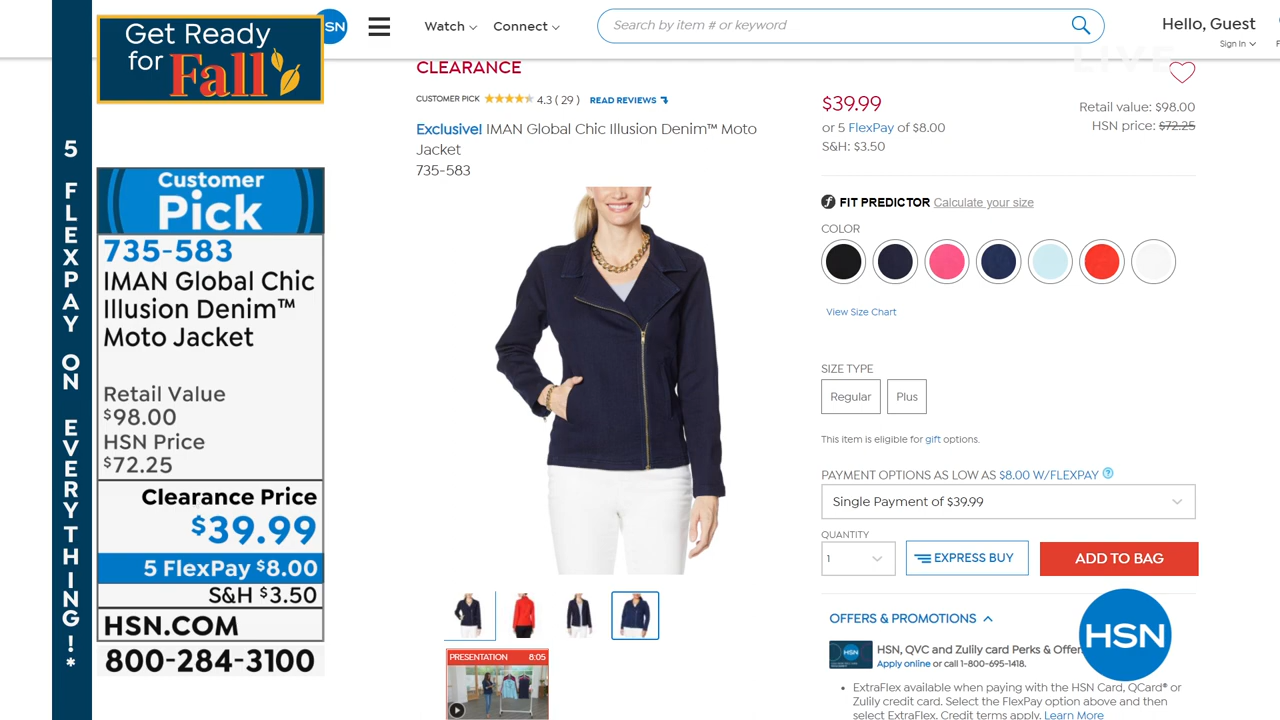 Get Ready
for Fall
5 FLEXPAY ON EVERYTHING!*
Customer
Pick
735-583
IMAN Global Chic
Illusion Denim™
Moto Jacket
Retail Value
$98.00
HSN Price
$72.25
Clearance Price
$39.99
5 FlexPay $8.00
S&H $3.50
HSN.COM
800-284-3100
SN
Watch
Connect
Search by item # or keyword
Hello, Guest
Sign In
LIVE
CLEARANCE
CUSTOMER PICK 4.3 ( 29 ) READ REVIEWS
Exclusive! IMAN Global Chic Illusion Denim™ Moto
Jacket
735-583
PRESENTATION 8:05
$39.99
or 5 FlexPay of $8.00
S&H: $3.50
Retail value: $98.00
HSN price: $72.25
FIT PREDICTOR Calculate your size
COLOR
View Size Chart
SIZE TYPE
Regular
Plus
This item is eligible for gift options.
PAYMENT OPTIONS AS LOW AS $8.00 W/FLEXPAY ?
Single Payment of $39.99
QUANTITY
1
EXPRESS BUY
ADD TO BAG
OFFERS & PROMOTIONS
HSN
HSN, QVC and Zulily card Perks & Offer
Apply online or call 1-800-695-1418.
• ExtraFlex available when paying with the HSN Card, QCard® or
Zulily credit card. Select the FlexPay option above and then
select ExtraFlex. Credit terms apply. Learn More
HSN